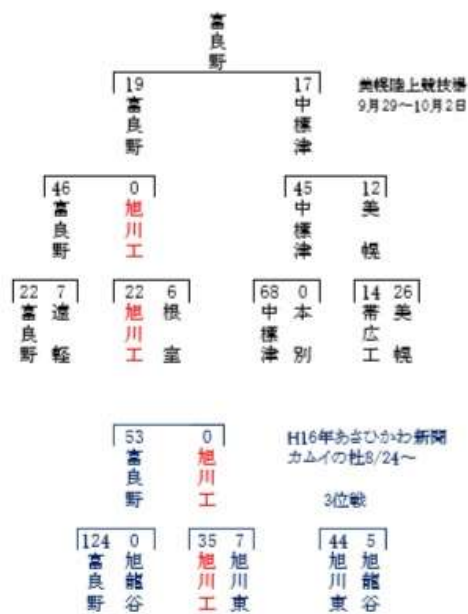 富良野
19 17
富良野 中標津
美幌陸上競技場
9月29～10月2日
46 0 45 12
富良野 旭川工 中標津 美幌
22 7 22 6 68 0 14 26
富良野 遠軽 旭川工 根室 中標津 本別 帯広工 美幌
53 0
富良野 旭川工
H16年あさひかわ新聞
カムイの杜8/24～
3位戦
124 0 35 7 44 5
富良野 旭龍谷 旭川工 旭川東 旭川東 旭龍谷